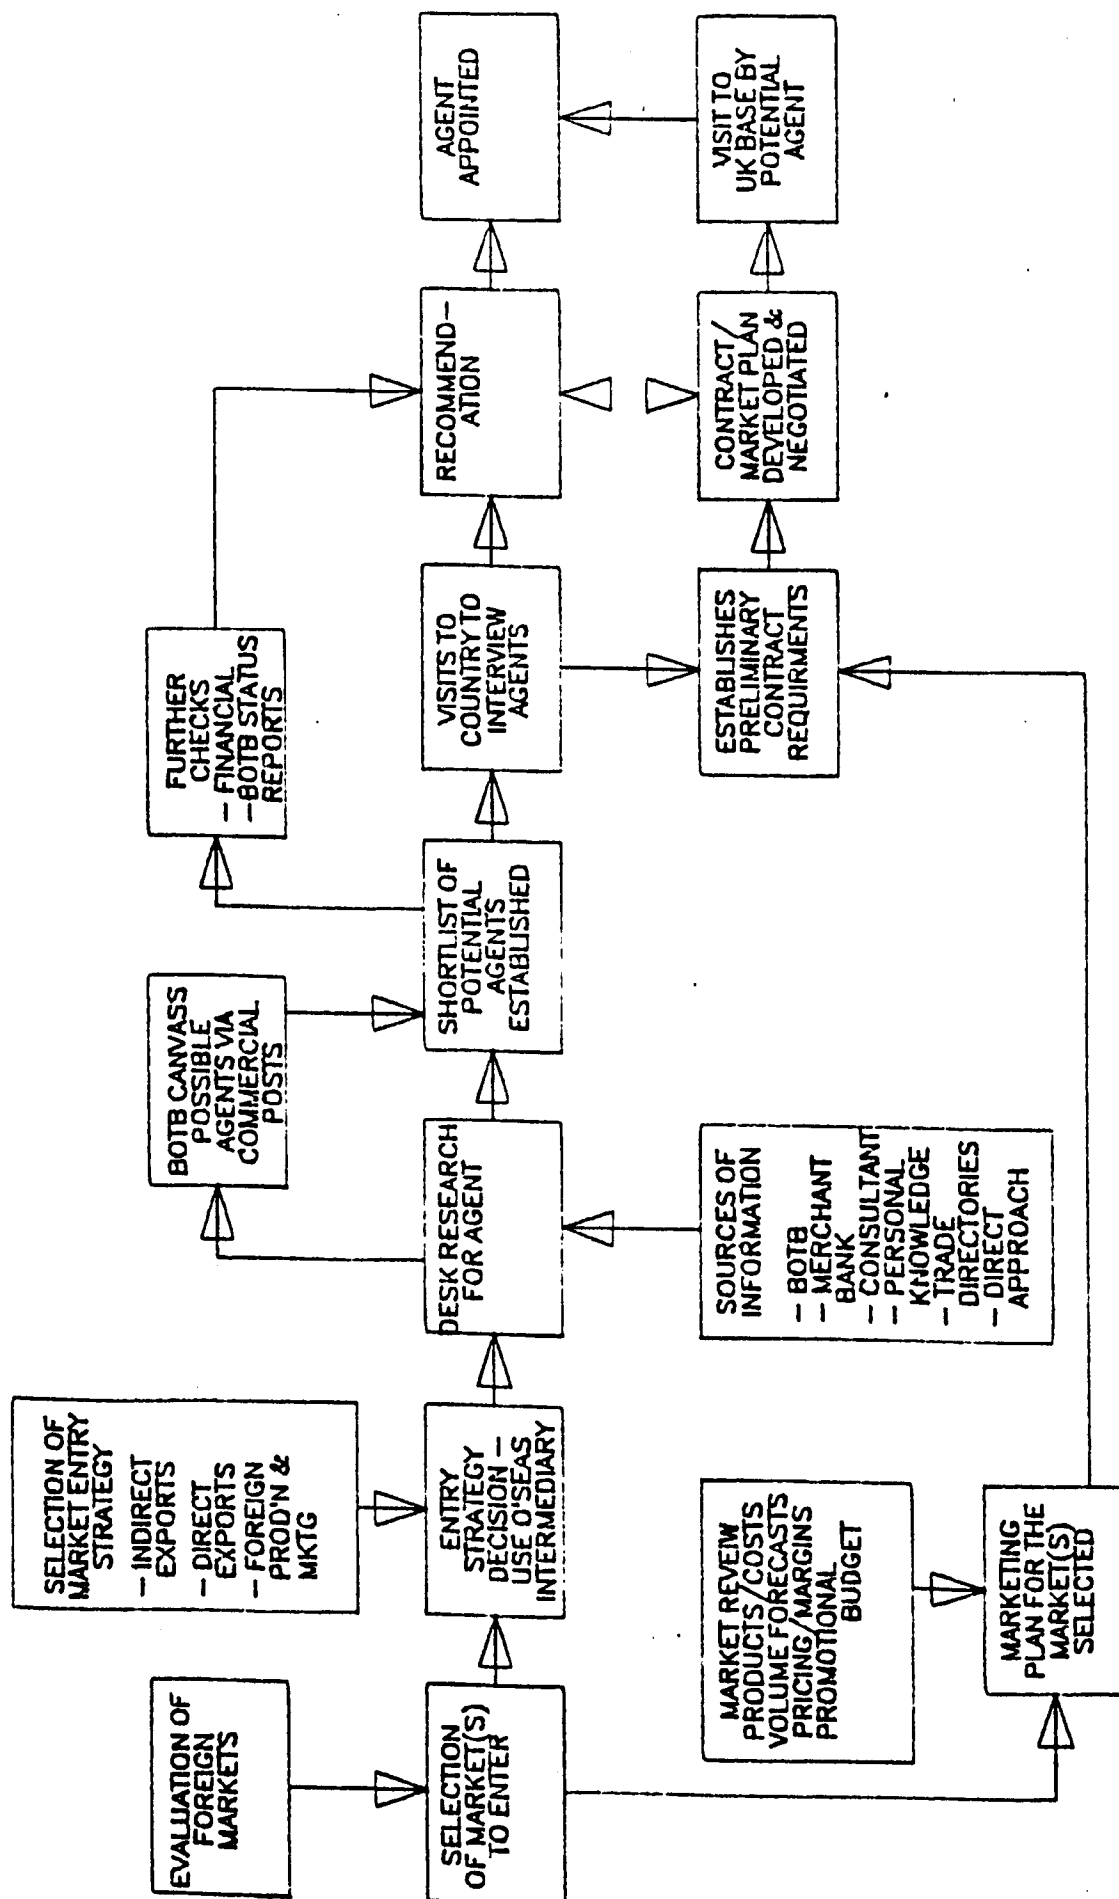 EVALUATION OF
FOREIGN
MARKETS
SELECTION
OF MARKET(S)
TO ENTER
SELECTION OF
MARKET ENTRY
STRATEGY
– INDIRECT
EXPORTS
– DIRECT
EXPORTS
– FOREIGN
PROD'N &
MKTG
ENTRY
STRATEGY
DECISION –
USE O'SEAS
INTERMEDIARY
MARKET REVEIW
PRODUCTS/COSTS
VOLUME FORECASTS
PRICING/MARGINS
PROMOTIONAL
BUDGET
MARKETING
PLAN FOR THE
MARKET(S)
SELECTED
DESK RESEARCH
FOR AGENT
SOURCES OF
INFORMATION
– BOTB
– MERCHANT
BANK
– CONSULTANT
– PERSONAL
KNOWLEDGE
– TRADE
DIRECTORIES
– DIRECT
APPROACH
BOTB CANVASS
POSSIBLE
AGENTS VIA
COMMERCIAL
POSTS
SHORTLIST OF
POTENTIAL
AGENTS
ESTABLISHED
FURTHER
CHECKS
– FINANCIAL
– BOTB STATUS
REPORTS
VISITS TO
COUNTRY TO
INTERVIEW
AGENTS
ESTABLISHES
PRELIMINARY
CONTRACT
REQUIRMENTS
RECOMMEND–
ATION
CONTRACT/
MARKET PLAN
DEVELOPED &
NEGOTIATED
AGENT
APPOINTED
VISIT TO
UK BASE BY
POTENTIAL
AGENT